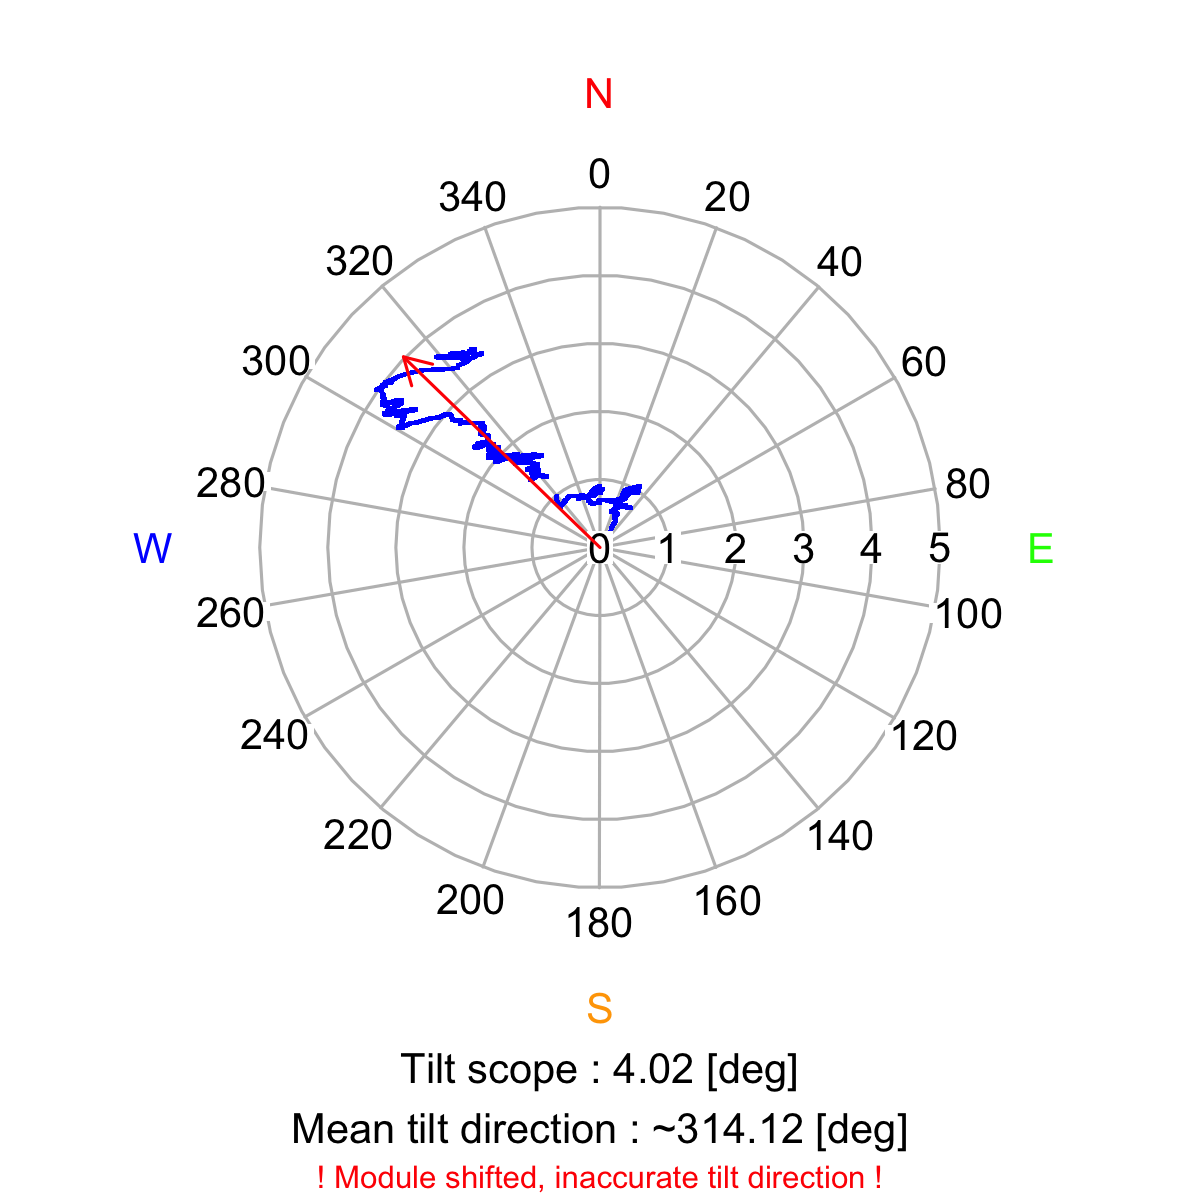 N
0
340 20
320 40
300 60
280 80
W 0 1 2 3 4 5 E
260 100
240 120
220 140
200 160
180
S
Tilt scope : 4.02 [deg]
Mean tilt direction : ~314.12 [deg]
! Module shifted, inaccurate tilt direction !